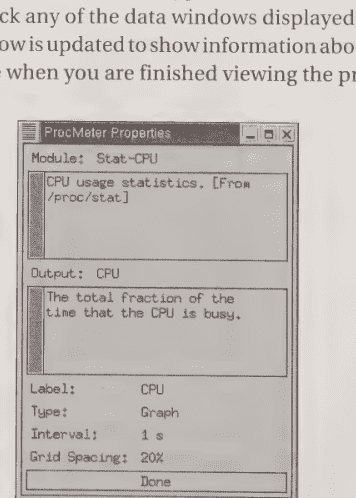 ck any of the data windows displayed
ow is updated to show information abo
when you are finished viewing the pr
ProcMeter Properties
Module: Stat-CPU
CPU usage statistics. [From
/proc/stat]
Output: CPU
The total fraction of the
time that the CPU is busy.
Label: CPU
Type: Graph
Interval: 1 s
Grid Spacing: 20%
Done